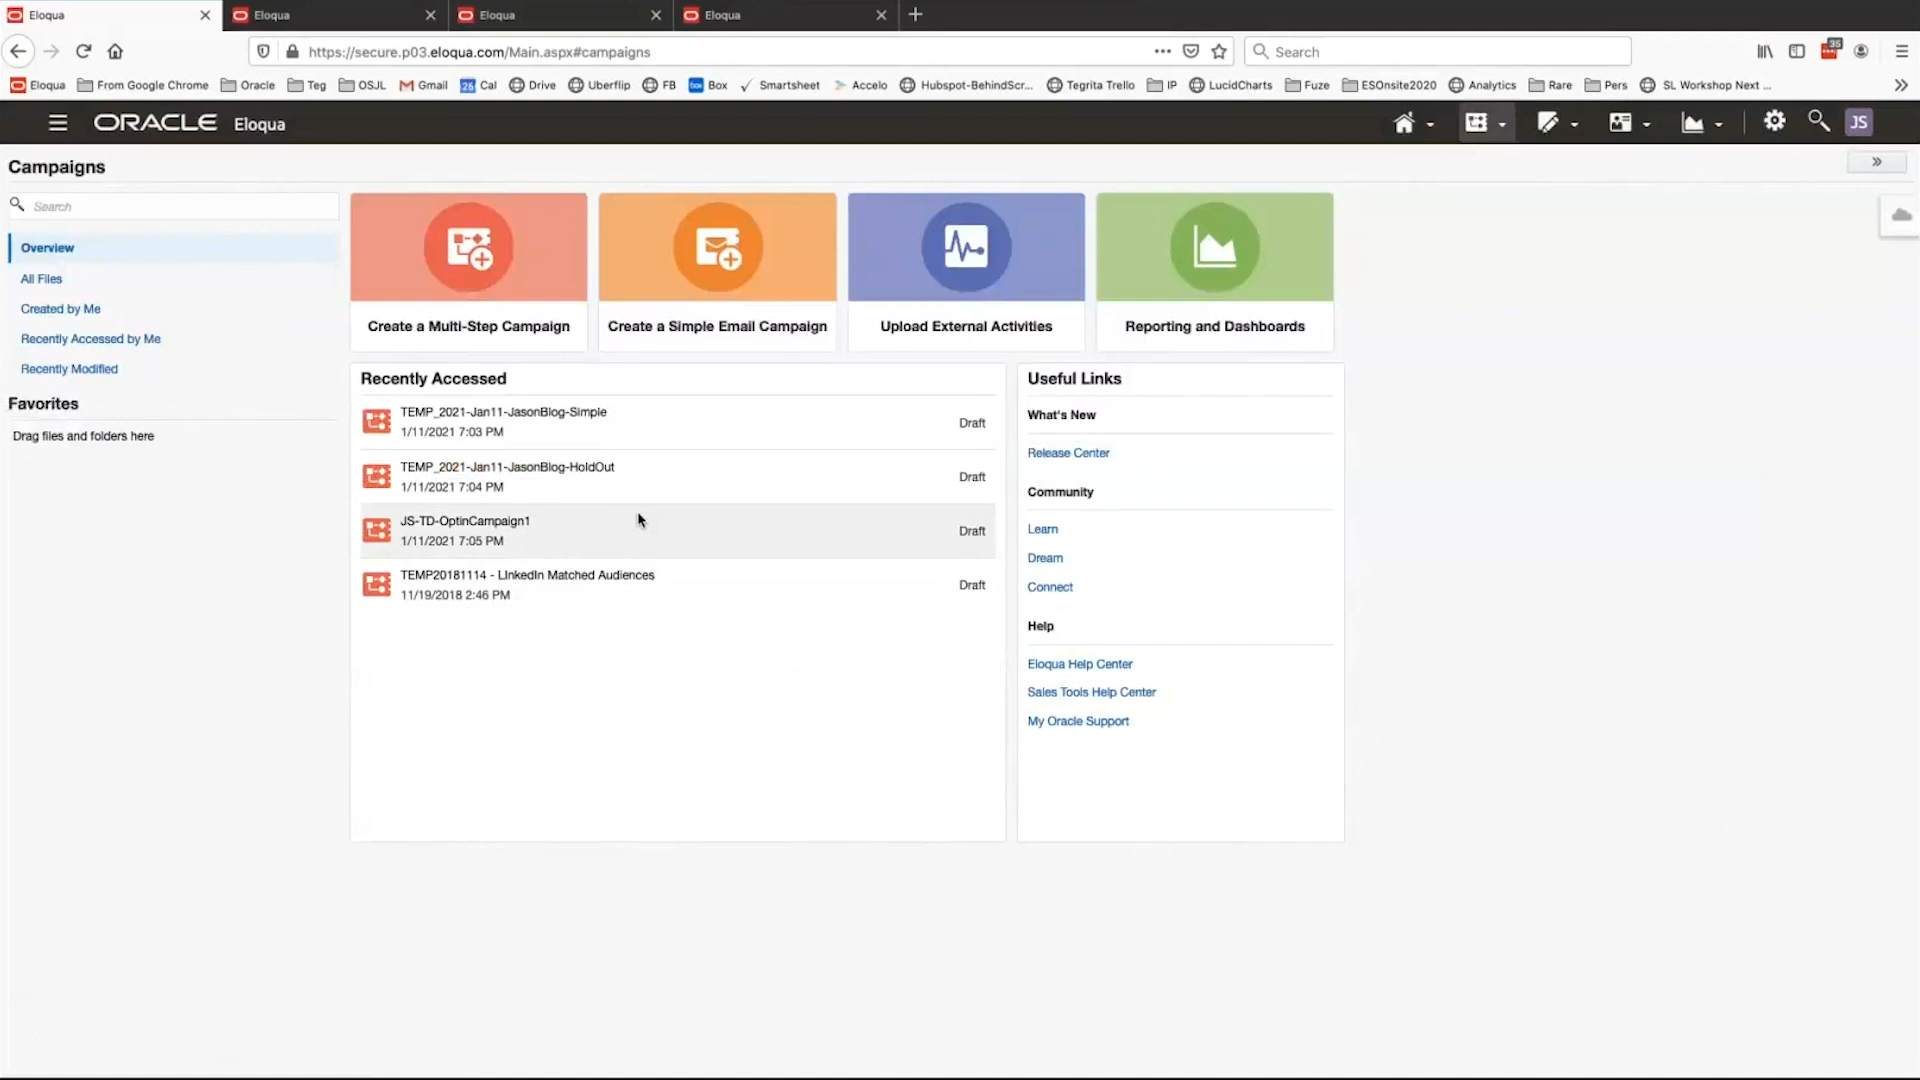 Eloqua
Eloqua
Eloqua
Eloqua
https://secure.p03.eloqua.com/Main.aspx#campaigns
Search
35
Eloqua
From Google Chrome
Oracle
Teg
OSJL
Gmail
26 Cal
Drive
Uberflip
FB
box Box
Smartsheet
Accelo
Hubspot-BehindScr...
Tegrita Trello
IP
LucidCharts
Fuze
ESOnsite2020
Analytics
Rare
Pers
SL Workshop Next ...
ORACLE Eloqua
JS
Campaigns
Search
Overview
All Files
Created by Me
Recently Accessed by Me
Recently Modified
Favorites
Drag files and folders here
Create a Multi-Step Campaign
Create a Simple Email Campaign
Upload External Activities
Reporting and Dashboards
Recently Accessed
TEMP_2021-Jan11-JasonBlog-Simple
1/11/2021 7:03 PM
Draft
TEMP_2021-Jan11-JasonBlog-HoldOut
1/11/2021 7:04 PM
Draft
JS-TD-OptinCampaign1
1/11/2021 7:05 PM
Draft
TEMP20181114 - LInkedIn Matched Audiences
11/19/2018 2:46 PM
Draft
Useful Links
What's New
Release Center
Community
Learn
Dream
Connect
Help
Eloqua Help Center
Sales Tools Help Center
My Oracle Support